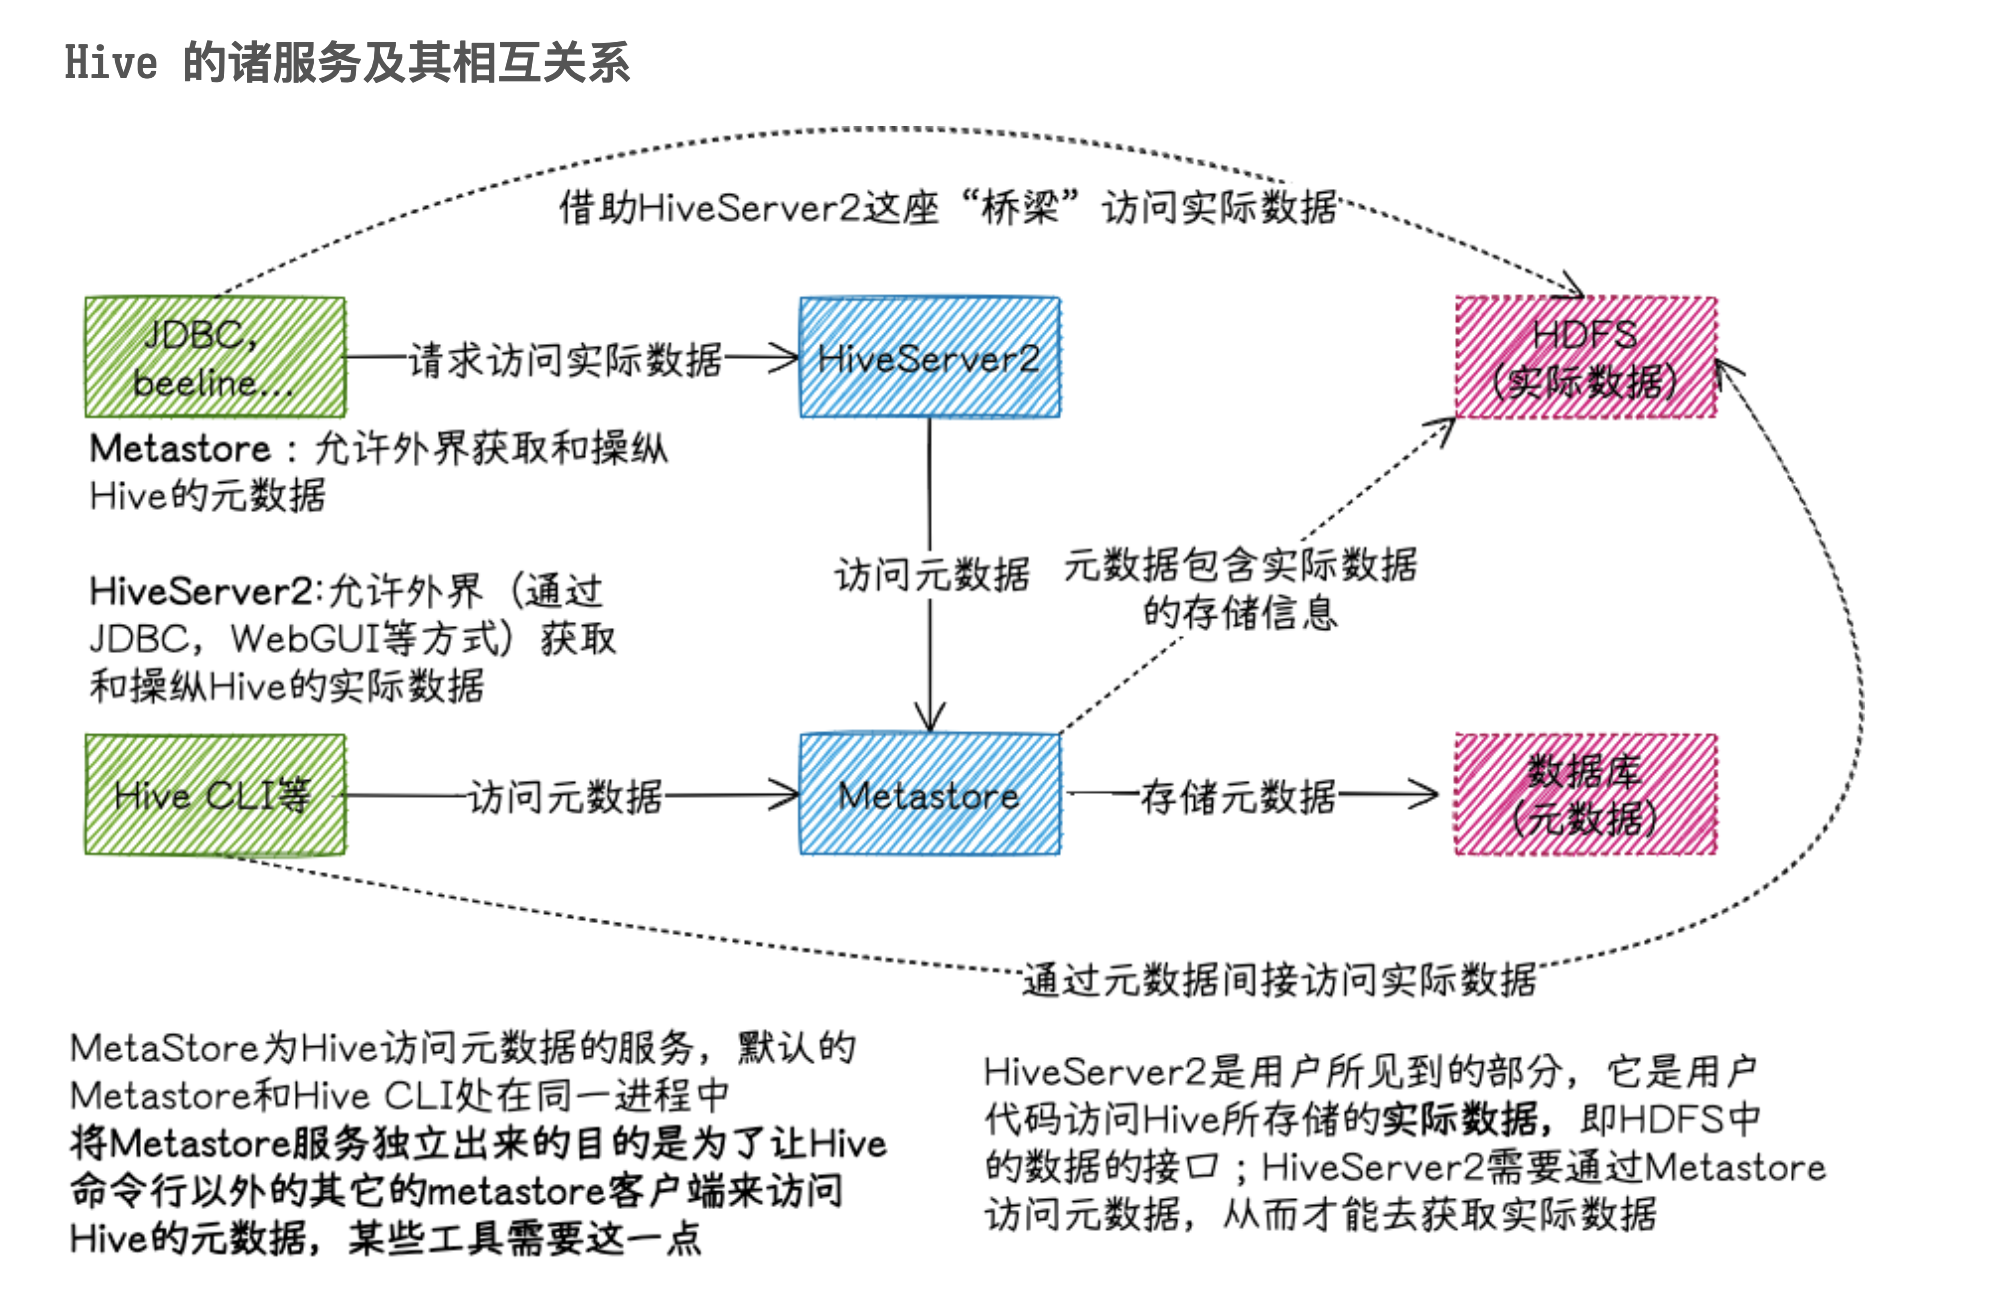 Hive 的诸服务及其相互关系
借助HiveServer2这座“桥梁”访问实际数据
JDBC，
beeline...
请求访问实际数据
HiveServer2
HDFS
（实际数据）
Metastore：允许外界获取和操纵
Hive的元数据
HiveServer2:允许外界（通过
JDBC，WebGUI等方式）获取
和操纵Hive的实际数据
访问元数据
元数据包含实际数据
的存储信息
Hive CLI等
访问元数据
Metastore
存储元数据
数据库
（元数据）
通过元数据间接访问实际数据
MetaStore为Hive访问元数据的服务，默认的
Metastore和Hive CLI处在同一进程中
将Metastore服务独立出来的目的是为了让Hive
命令行以外的其它的metastore客户端来访问
Hive的元数据，某些工具需要这一点
HiveServer2是用户所见到的部分，它是用户
代码访问Hive所存储的实际数据，即HDFS中
的数据的接口；HiveServer2需要通过Metastore
访问元数据，从而才能去获取实际数据